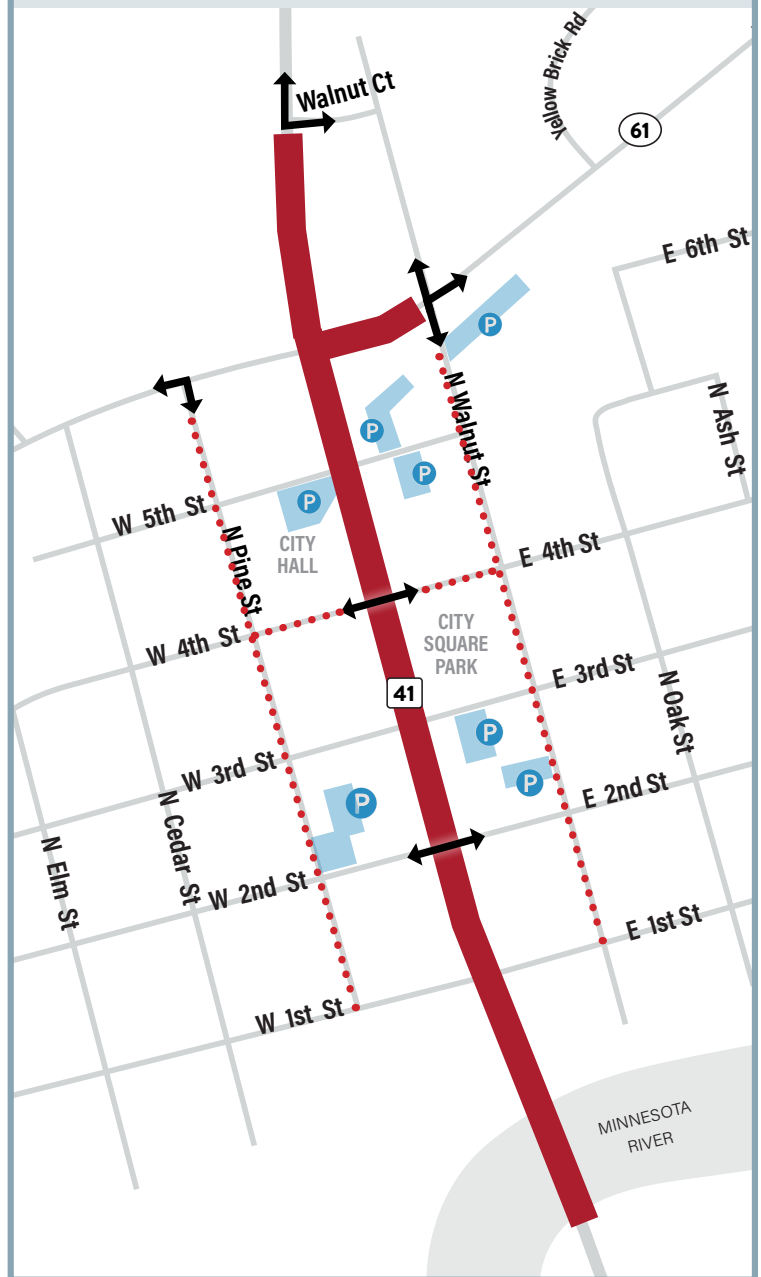 Yellow Brick Rd
Walnut Ct
61
E 6th St
P
N Walnut St
N Ash St
P
P
P
W 5th St
CITY
HALL
N Pine St
E 4th St
W 4th St
CITY
SQUARE
PARK
E 3rd St
41
N Oak St
P
W 3rd St
P
E 2nd St
P
N Cedar St
N Elm St
W 2nd St
E 1st St
W 1st St
MINNESOTA
RIVER